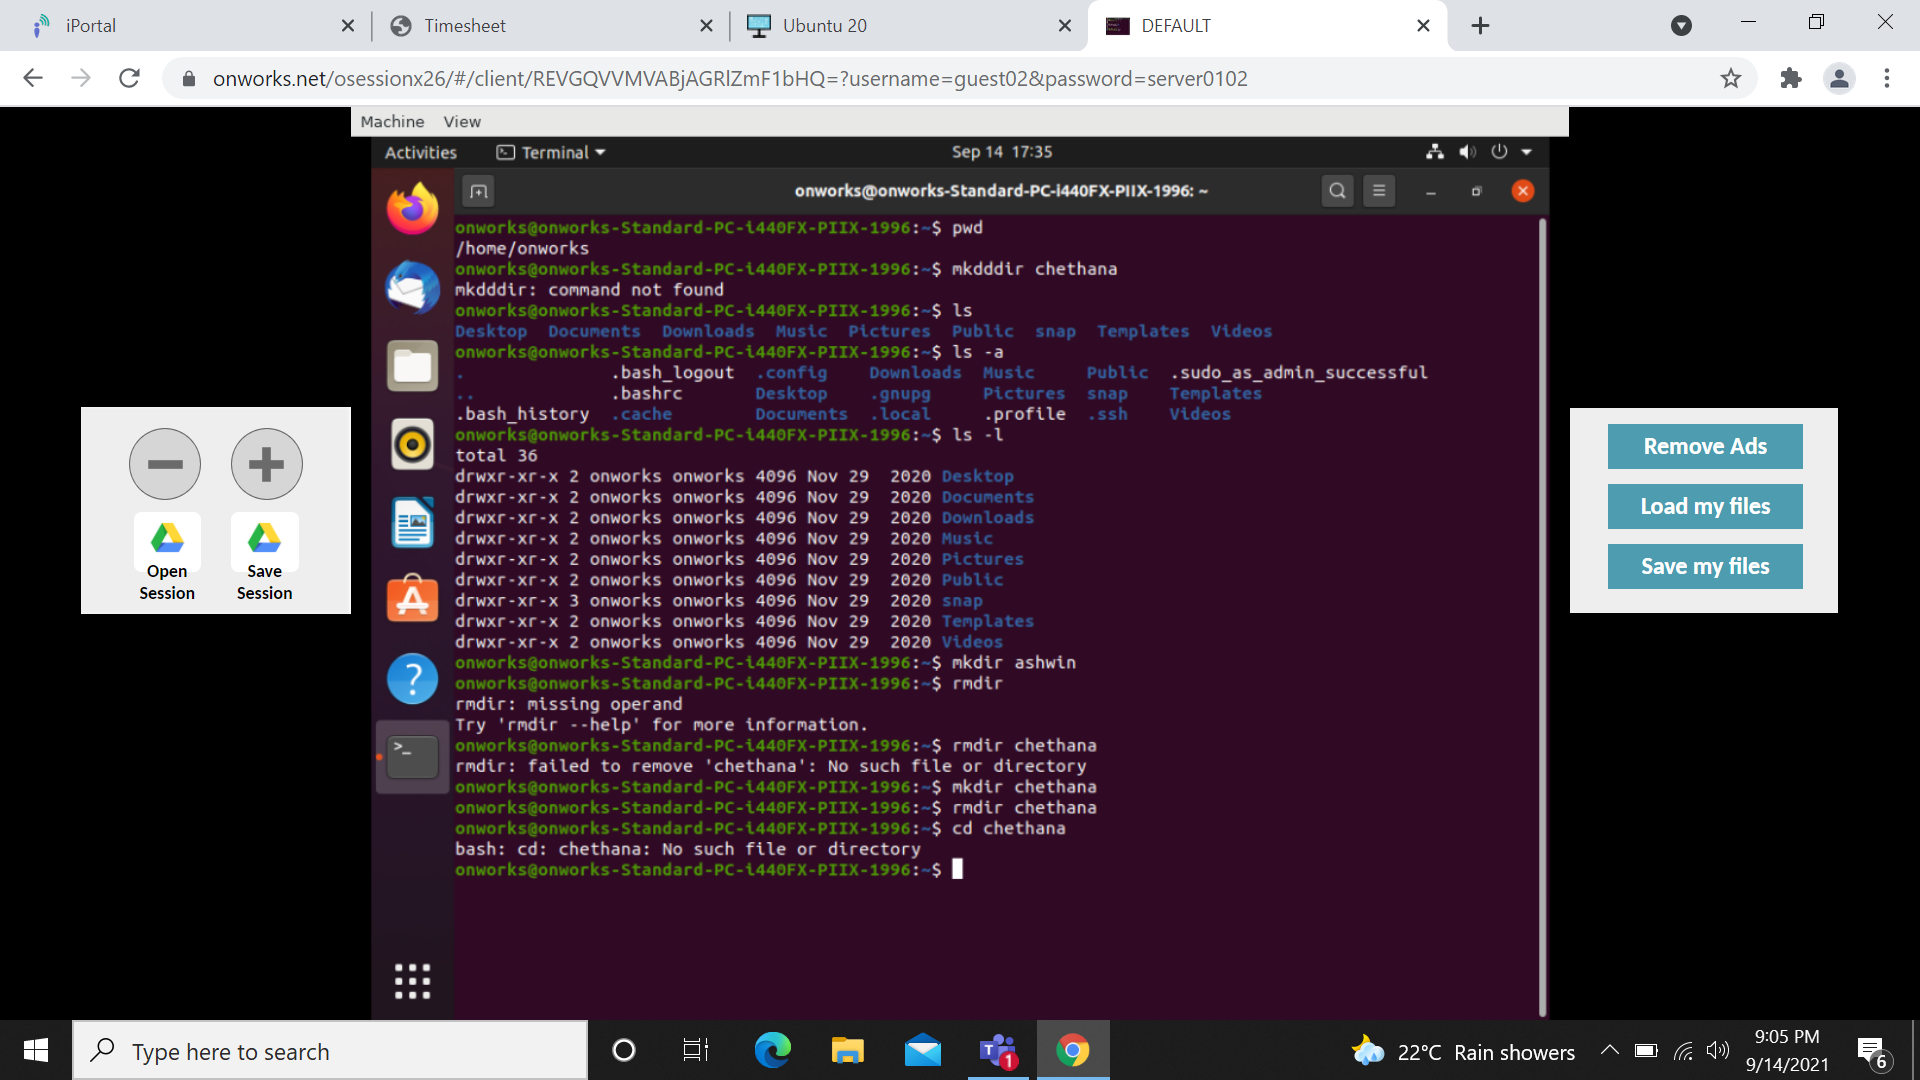 iPortal
Timesheet
Ubuntu 20
DEFAULT
onworks.net/osessionx26/#/client/REVGQVVMVABjAGRlZmF1bHQ=?username=guest02&password=server0102
Machine View
Activities Terminal Sep 14 17:35
onworks@onworks-Standard-PC-i440FX-PIIX-1996: ~
onworks@onworks-Standard-PC-i440FX-PIIX-1996:~$ pwd
/home/onworks
onworks@onworks-Standard-PC-i440FX-PIIX-1996:~$ mkdddir chethana
mkdddir: command not found
onworks@onworks-Standard-PC-i440FX-PIIX-1996:~$ ls
Desktop Documents Downloads Music Pictures Public snap Templates Videos
onworks@onworks-Standard-PC-i440FX-PIIX-1996:~$ ls -a
. .bash_logout .config Downloads Music Public .sudo_as_admin_successful
.. .bashrc Desktop .gnupg Pictures snap Templates
.bash_history .cache Documents .local .profile .ssh Videos
onworks@onworks-Standard-PC-i440FX-PIIX-1996:~$ ls -l
total 36
drwxr-xr-x 2 onworks onworks 4096 Nov 29 2020 Desktop
drwxr-xr-x 2 onworks onworks 4096 Nov 29 2020 Documents
drwxr-xr-x 2 onworks onworks 4096 Nov 29 2020 Downloads
drwxr-xr-x 2 onworks onworks 4096 Nov 29 2020 Music
drwxr-xr-x 2 onworks onworks 4096 Nov 29 2020 Pictures
drwxr-xr-x 2 onworks onworks 4096 Nov 29 2020 Public
drwxr-xr-x 3 onworks onworks 4096 Nov 29 2020 snap
drwxr-xr-x 2 onworks onworks 4096 Nov 29 2020 Templates
drwxr-xr-x 2 onworks onworks 4096 Nov 29 2020 Videos
onworks@onworks-Standard-PC-i440FX-PIIX-1996:~$ mkdir ashwin
onworks@onworks-Standard-PC-i440FX-PIIX-1996:~$ rmdir
rmdir: missing operand
Try 'rmdir --help' for more information.
onworks@onworks-Standard-PC-i440FX-PIIX-1996:~$ rmdir chethana
rmdir: failed to remove 'chethana': No such file or directory
onworks@onworks-Standard-PC-i440FX-PIIX-1996:~$ mkdir chethana
onworks@onworks-Standard-PC-i440FX-PIIX-1996:~$ rmdir chethana
onworks@onworks-Standard-PC-i440FX-PIIX-1996:~$ cd chethana
bash: cd: chethana: No such file or directory
onworks@onworks-Standard-PC-i440FX-PIIX-1996:~$
Open
Session
Save
Session
Remove Ads
Load my files
Save my files
Type here to search
22°C Rain showers
9:05 PM
9/14/2021
1
6